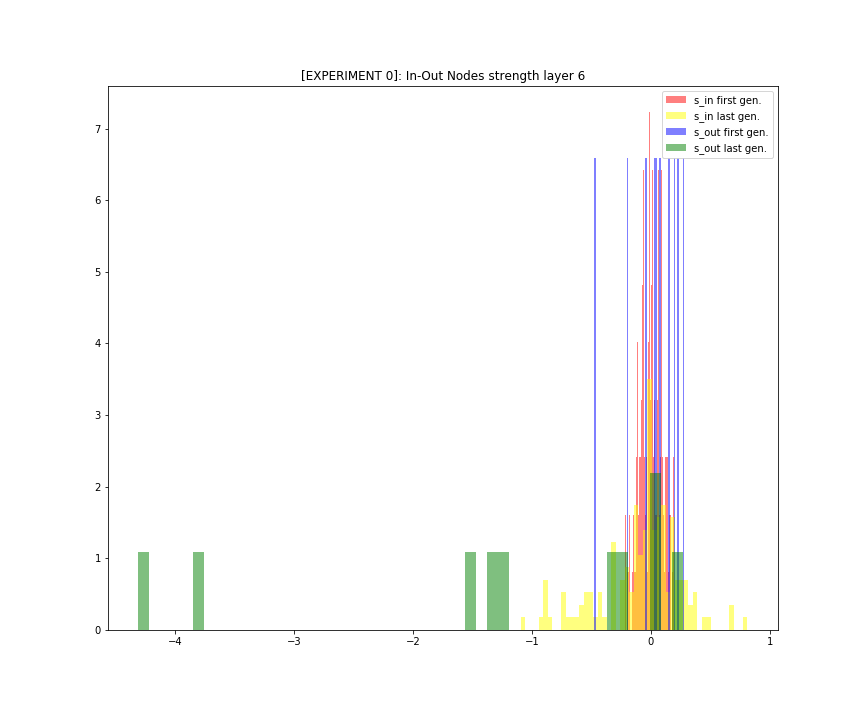 [EXPERIMENT 0]: In-Out Nodes strength layer 6
s_in first gen.
s_in last gen.
s_out first gen.
s_out last gen.
7
6
5
4
3
2
1
0
−4 −3 −2 −1 0 1